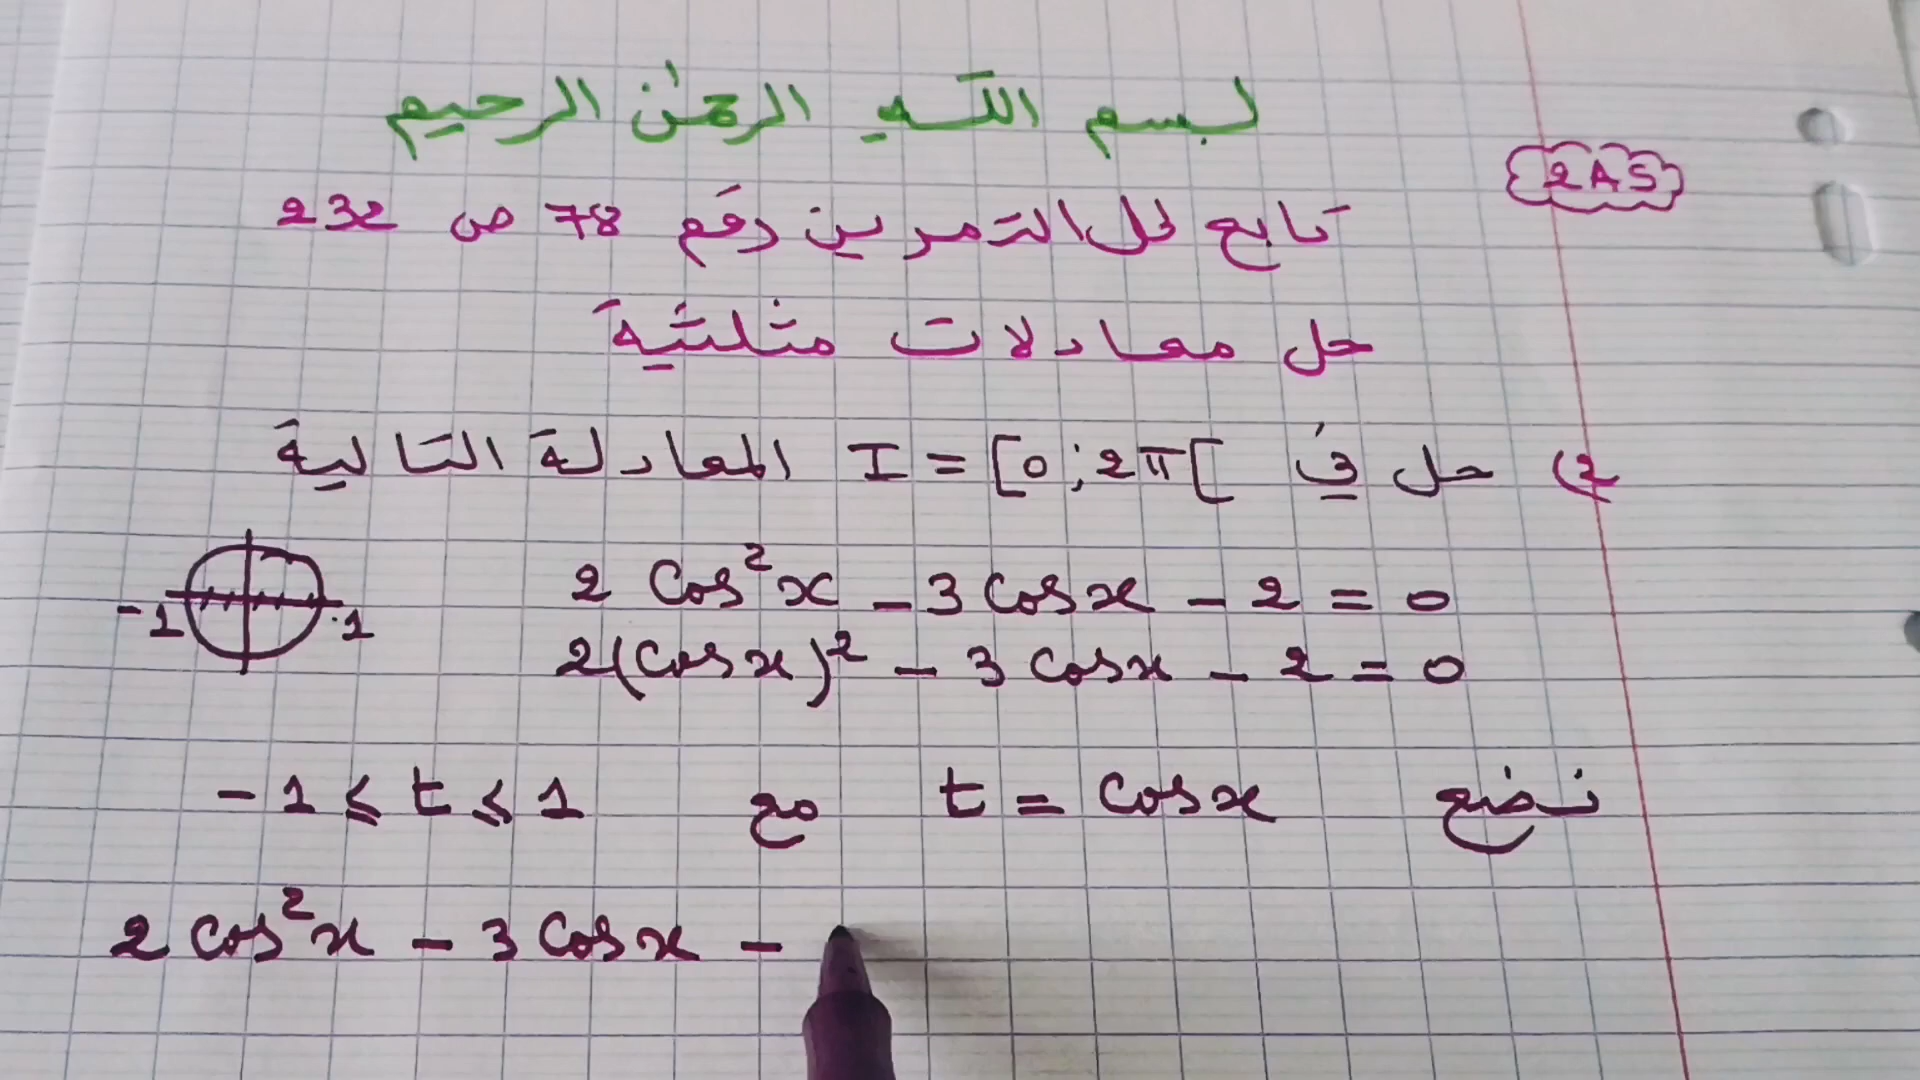 بسم الله الرحمٰن الرحيم
2AS
تابع لحل التمرين رقم 78 ص 232
حل معادلات مثلثية
2) حل في I = [0 ; 2π[ المعادلة التالية
2 cos²x - 3 cos x - 2 = 0
-1 1
2(cos x)² - 3 cos x - 2 = 0
نضع t = cos x مع -1 ≤ t ≤ 1
2 cos²x - 3 cos x -